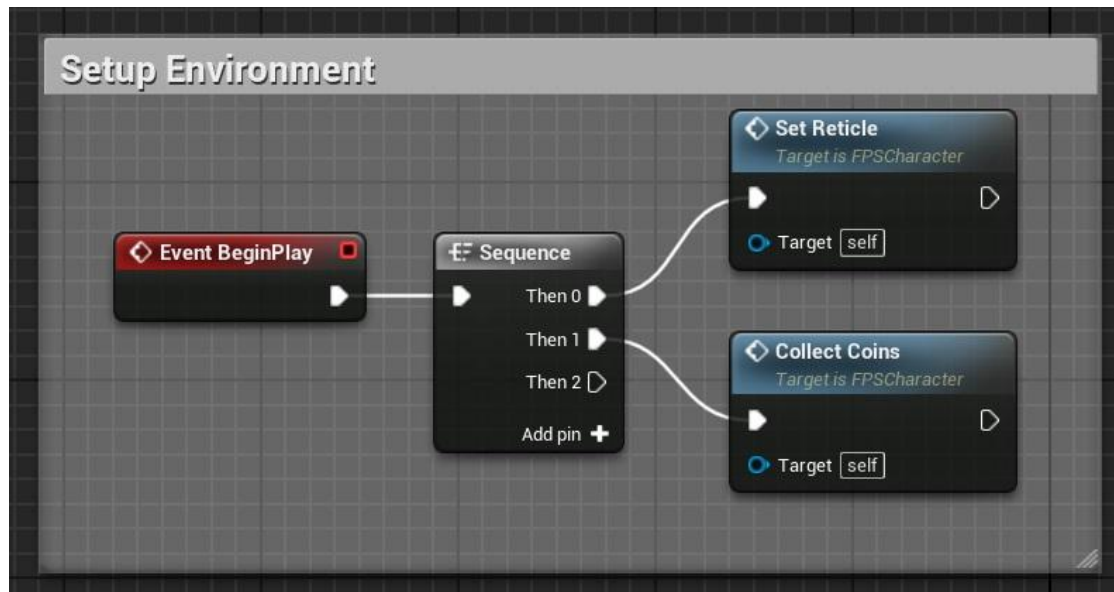 Setup Environment
Event BeginPlay
Sequence
Then 0
Then 1
Then 2
Add pin
Set Reticle
Target is FPSCharacter
Target self
Collect Coins
Target is FPSCharacter
Target self